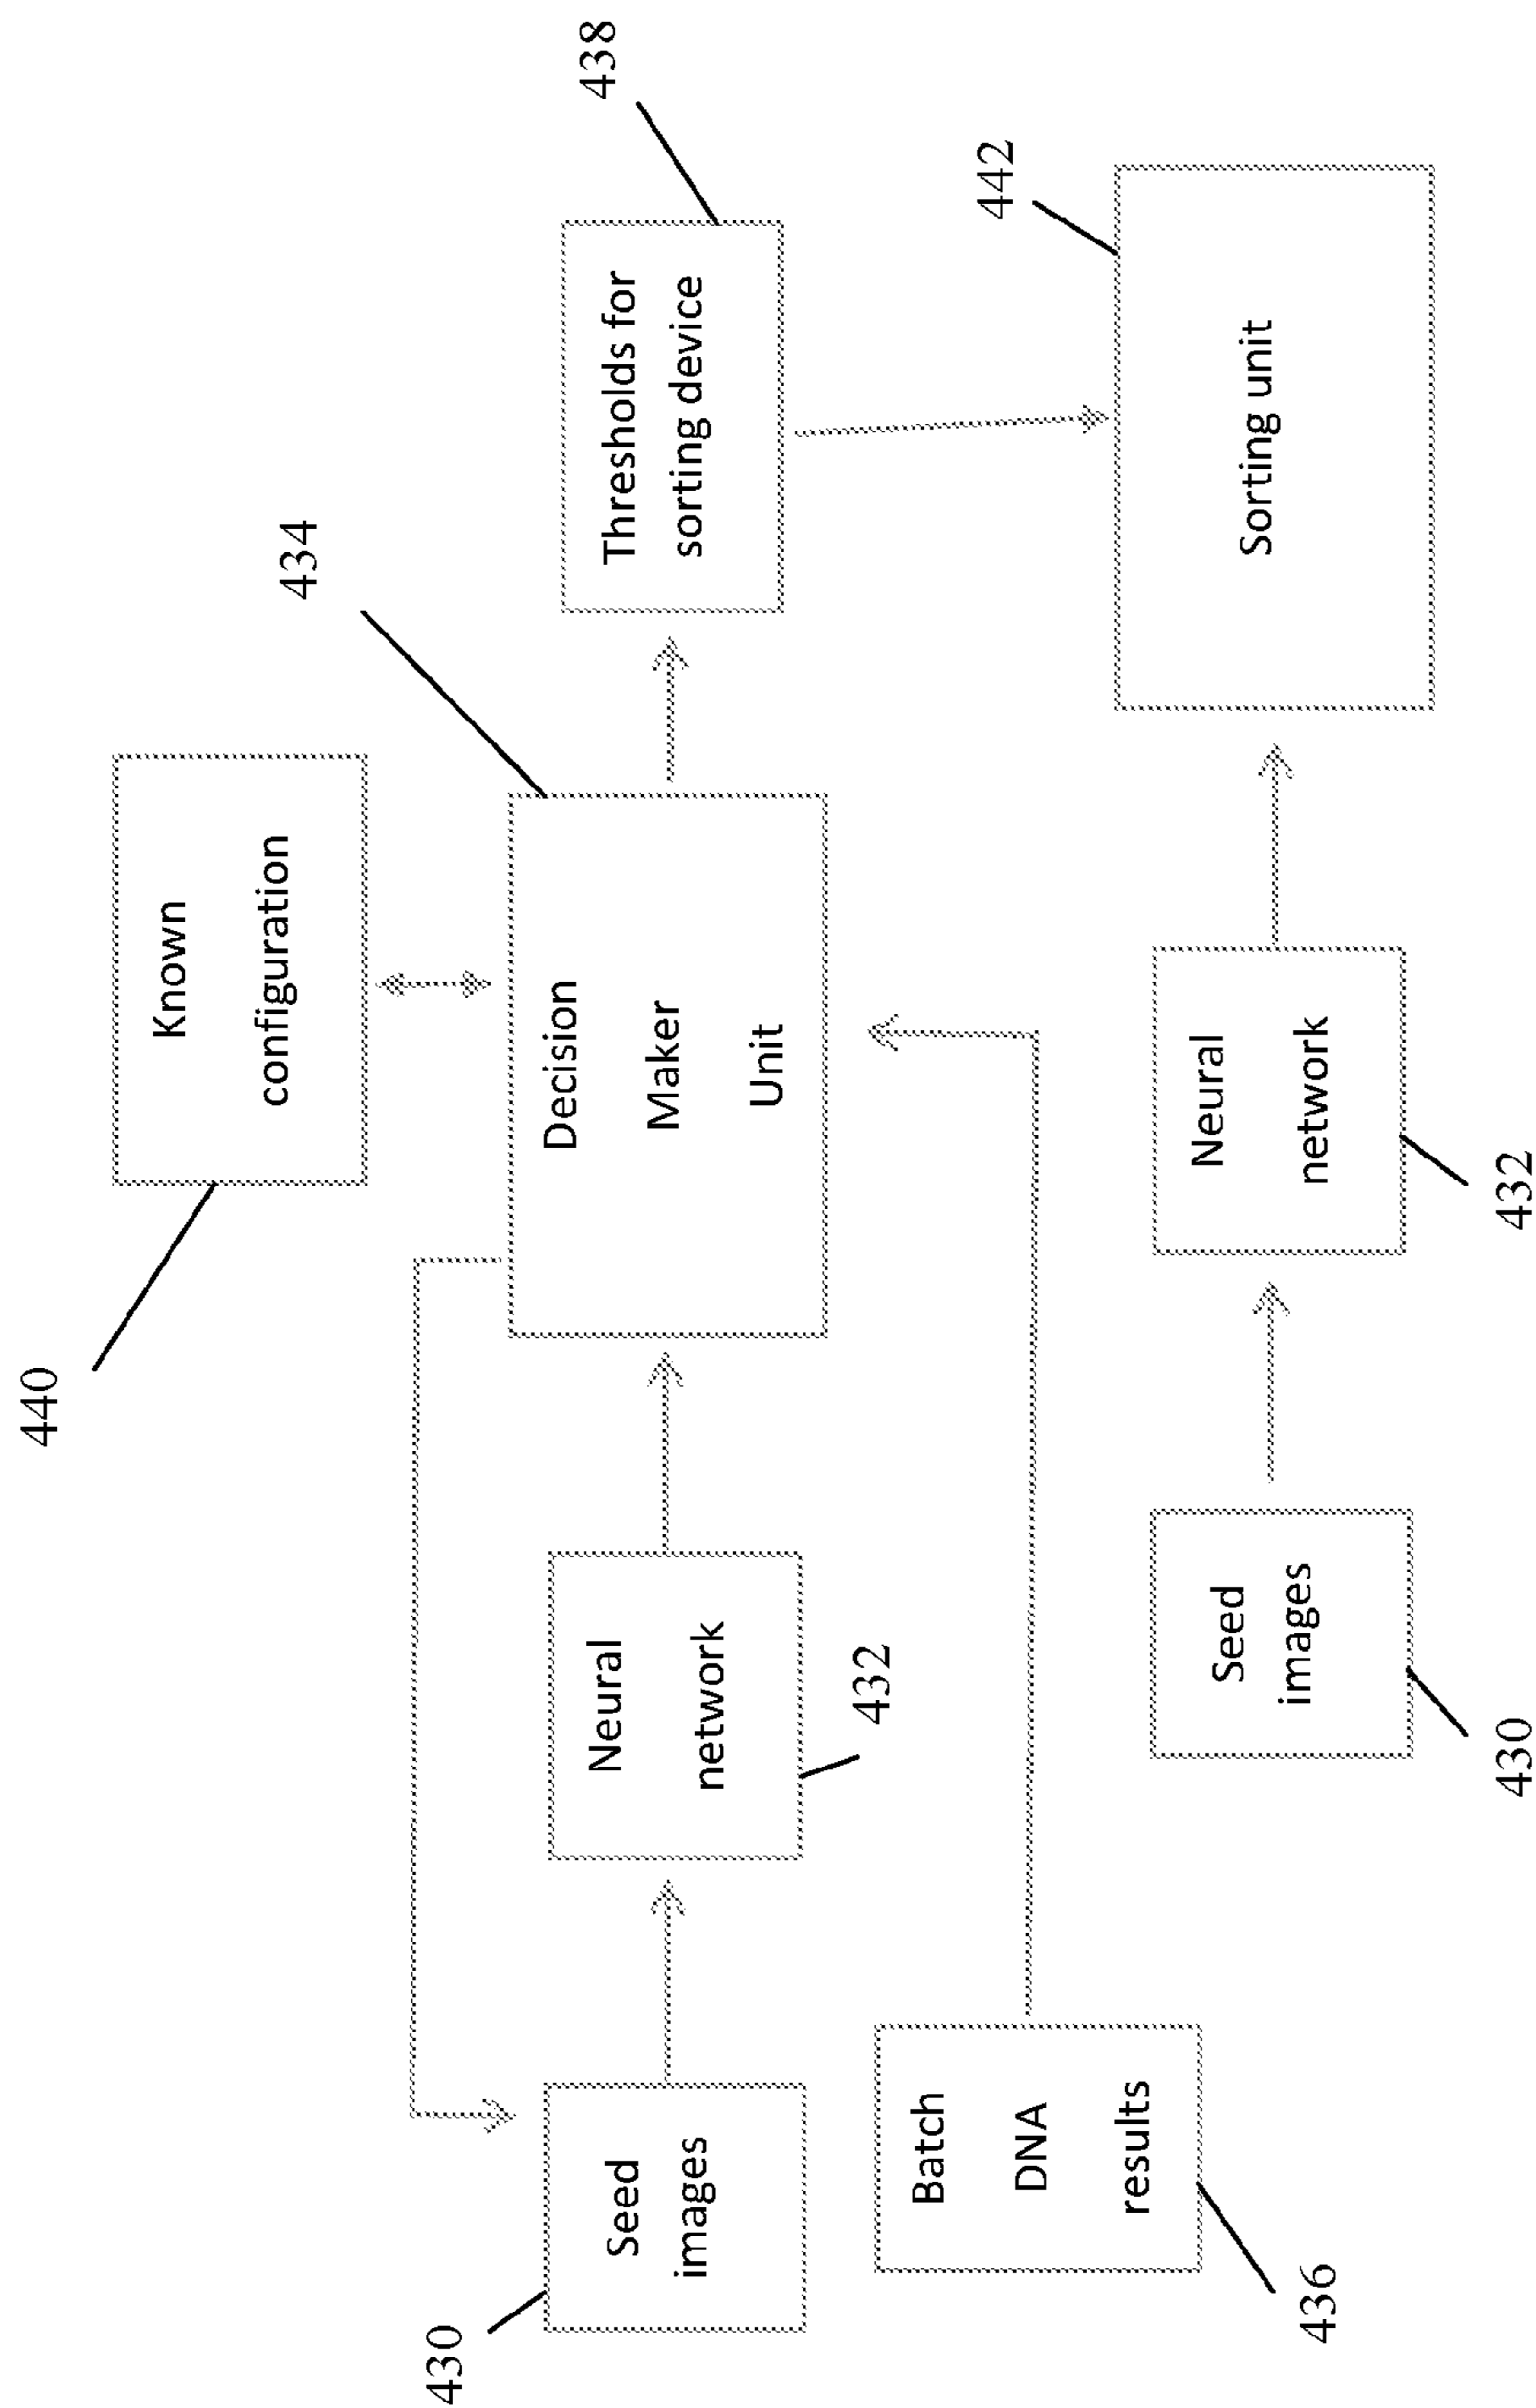 440
Known
configuration
434
438
Thresholds for
sorting device
Decision
Maker
Unit
430
Seed
images
Neural
network
432
442
Sorting unit
Batch
DNA
results
436
Seed
images
430
Neural
network
432